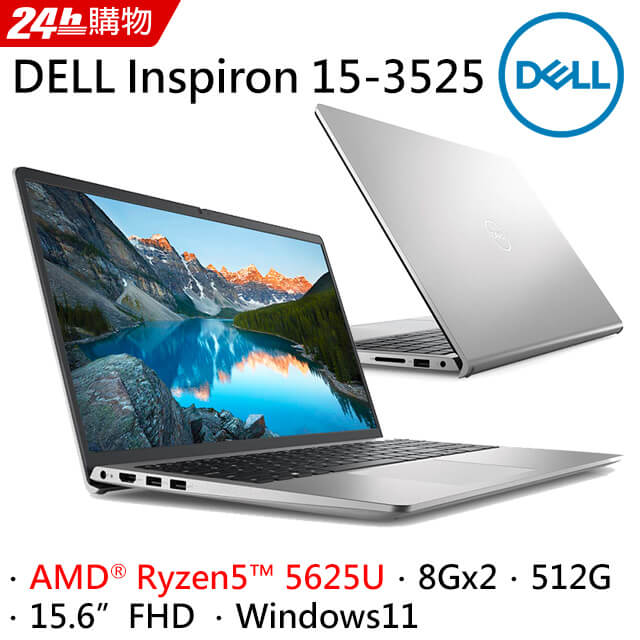 24h購物
DELL Inspiron 15-3525
DELL
DELL
· AMD® Ryzen5™ 5625U · 8Gx2 · 512G
· 15.6” FHD · Windows11